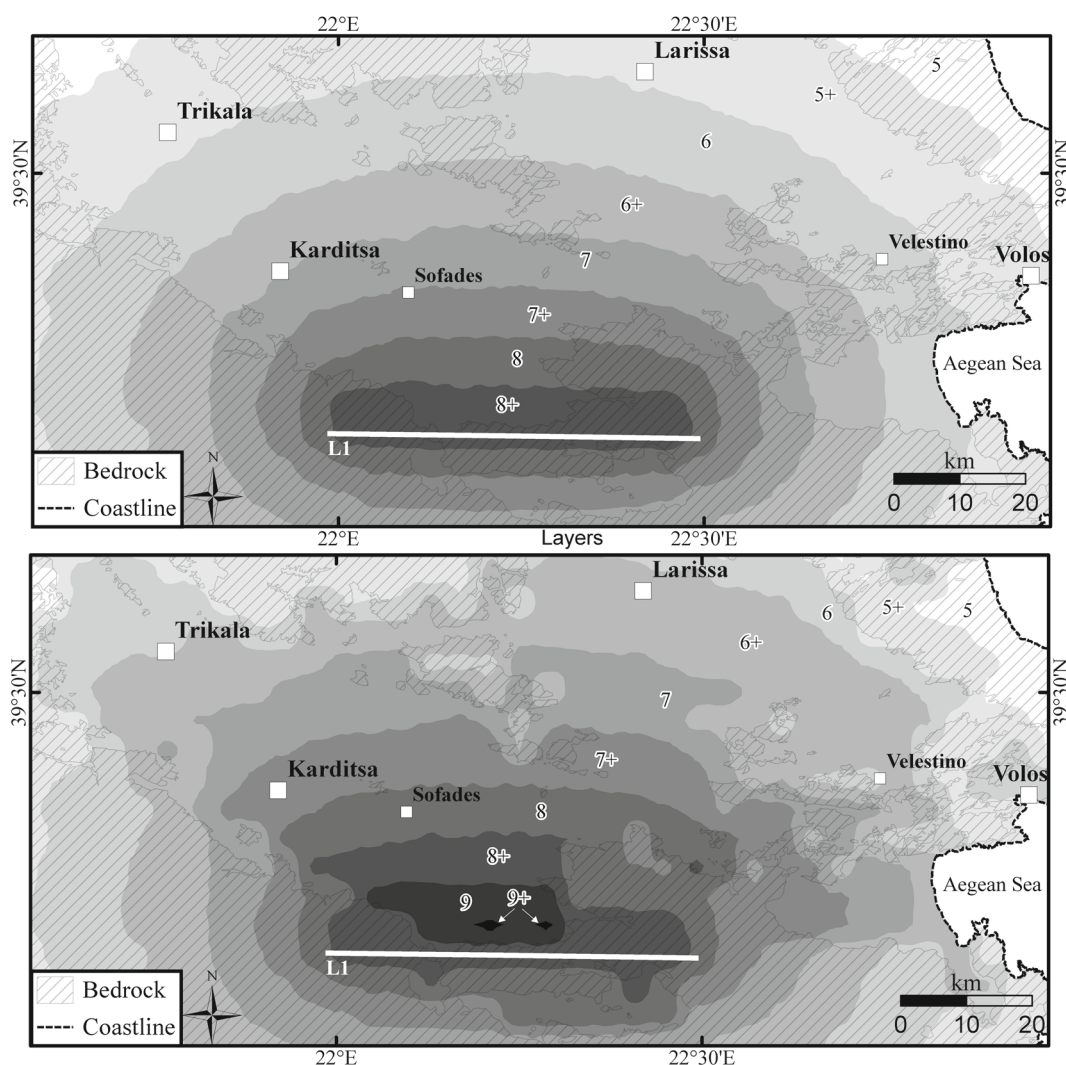 22°E
22°30'E
Larissa
5
5+
Trikala
6
39°30'N
39°30'N
6+
Karditsa
Sofades
7
Velestino
Volos
7+
8
Aegean Sea
8+
L1
Bedrock
N
km
Coastline
0 10 20
22°E
Layers
22°30'E
Larissa
6
5+
5
Trikala
6+
39°30'N
39°30'N
7
7+
Karditsa
Sofades
Velestino
Volos
8
8+
9
9+
Aegean Sea
L1
Bedrock
N
km
Coastline
0 10 20
22°E
22°30'E